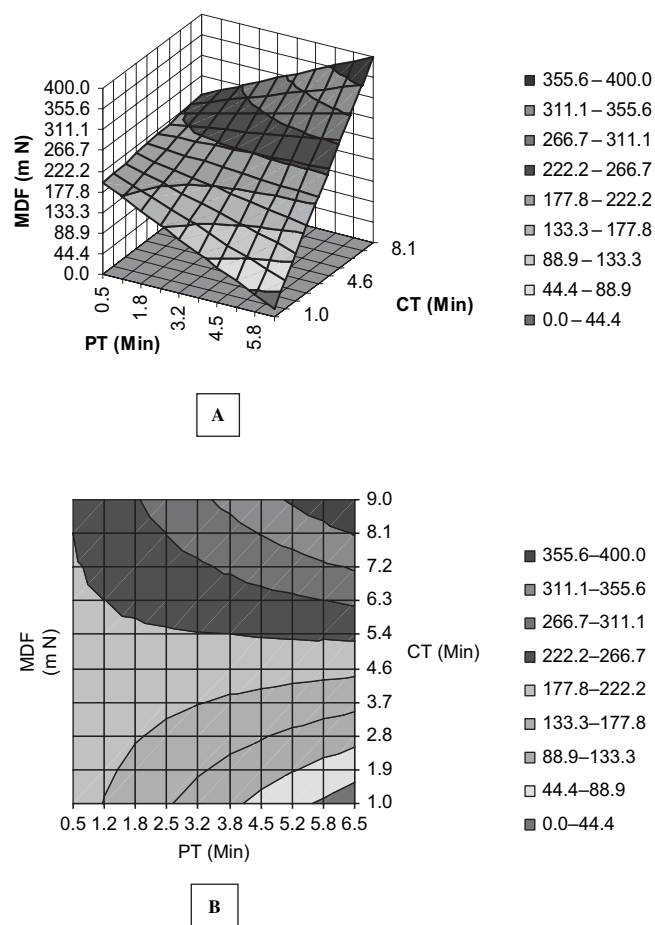 400.0
355.6
311.1
266.7
222.2
177.8
133.3
88.9
44.4
0.0
MDF (m N)
0.5
1.8
3.2
4.5
5.8
PT (Min)
1.0
4.6
8.1
CT (Min)
355.6 – 400.0
311.1 – 355.6
266.7 – 311.1
222.2 – 266.7
177.8 – 222.2
133.3 – 177.8
88.9 – 133.3
44.4 – 88.9
0.0 – 44.4
A
MDF
(m N)
9.0
8.1
7.2
6.3
5.4
4.6
3.7
2.8
1.9
1.0
CT (Min)
0.5 1.2 1.8 2.5 3.2 3.8 4.5 5.2 5.8 6.5
PT (Min)
355.6–400.0
311.1–355.6
266.7–311.1
222.2–266.7
177.8–222.2
133.3–177.8
88.9–133.3
44.4–88.9
0.0–44.4
B